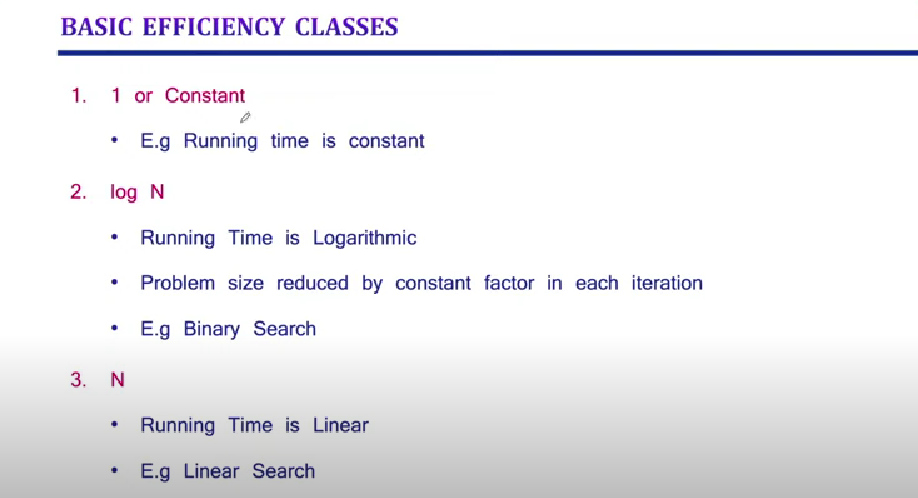 BASIC EFFICIENCY CLASSES
1. 1 or Constant
• E.g Running time is constant
2. log N
• Running Time is Logarithmic
• Problem size reduced by constant factor in each iteration
• E.g Binary Search
3. N
• Running Time is Linear
• E.g Linear Search